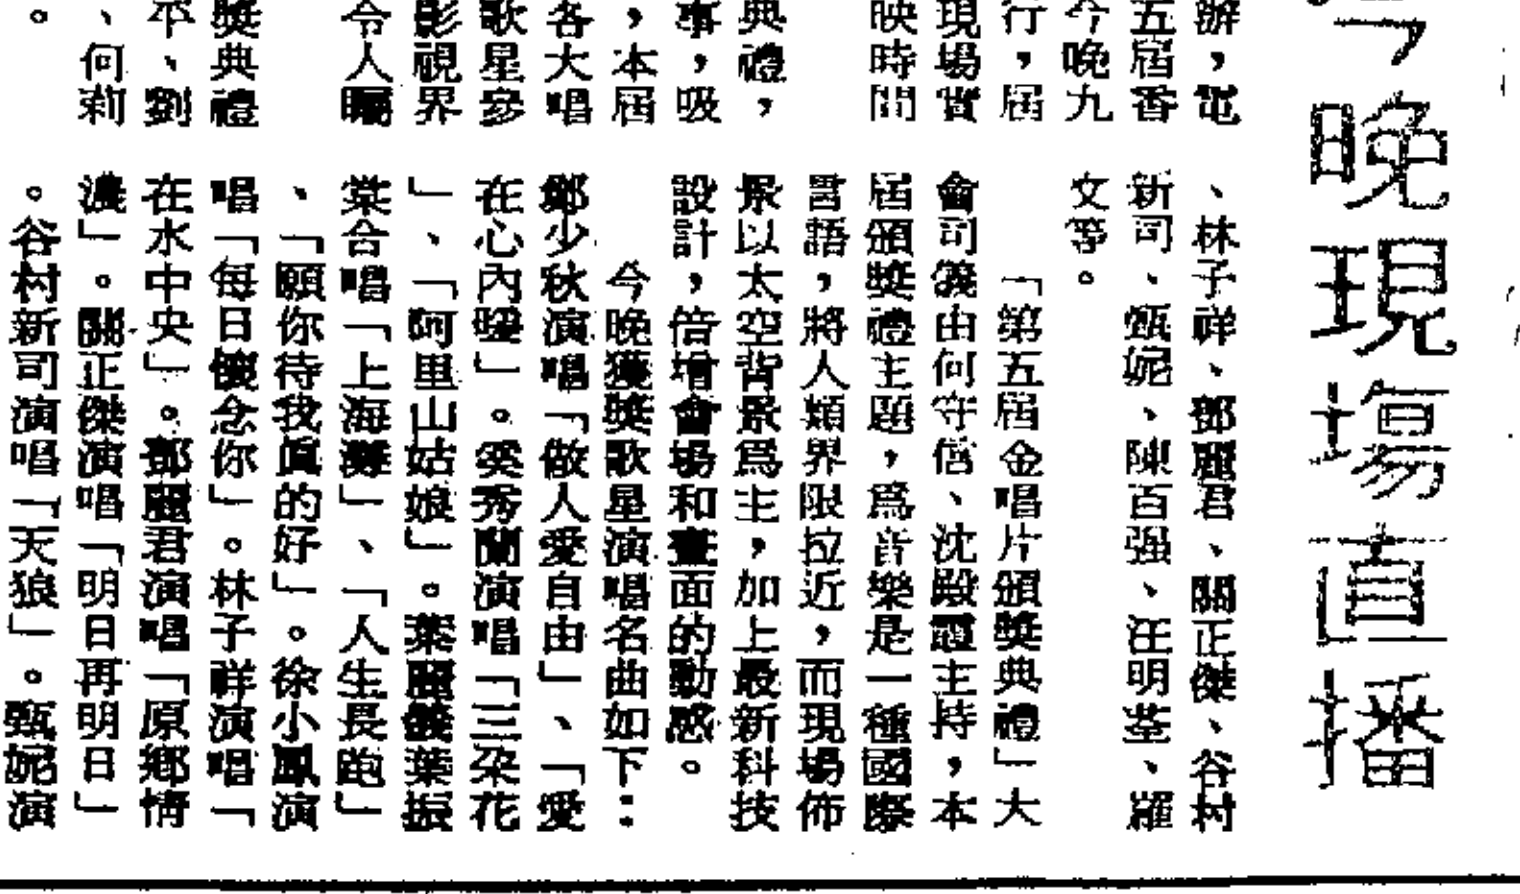 今晚現場直播
辦，電
五屆香
今晚九
行，屆
現場實
映時間
典禮，
事，吸
，本屆
各大唱
歌星參
影視界
令人矚
獎典禮
平、劉
、何莉
。
、林子祥、鄧麗君、關正傑、谷村
新司、甄妮、陳百强、汪明荃、羅
文等。
「第五屆金唱片頒獎典禮」大
會司儀由何守信、沈殿霞主持，本
屆頒獎禮主題，爲音樂是一種國際
言語，將人類界限拉近，而現場佈
景以太空背景爲主，加上最新科技
設計，倍增會場和畫面的動感。
今晚獲獎歌星演唱名曲如下：
鄭少秋演唱「做人愛自由」、「愛
在心內暖」。奚秀蘭演唱「三朶花
」、「阿里山姑娘」。葉麗儀葉振
棠合唱「上海灘」、「人生長跑」
、「願你待我眞的好」。徐小鳳演
唱「每日懷念你」。林子祥演唱「
在水中央」。鄧麗君演唱「原鄉情
濃」。關正傑演唱「明日再明日」
。谷村新司演唱「天狼」。甄妮演